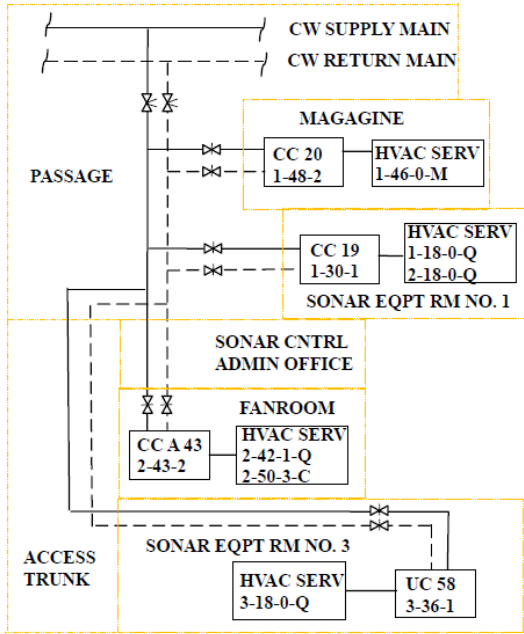 CW SUPPLY MAIN
CW RETURN MAIN
MAGAGINE
CC 20
1-48-2
HVAC SERV
1-46-0-M
PASSAGE
CC 19
1-30-1
HVAC SERV
1-18-0-Q
2-18-0-Q
SONAR EQPT RM NO. 1
SONAR CNTRL
ADMIN OFFICE
FANROOM
CC A 43
2-43-2
HVAC SERV
2-42-1-Q
2-50-3-C
SONAR EQPT RM NO. 3
ACCESS
TRUNK
HVAC SERV
3-18-0-Q
UC 58
3-36-1